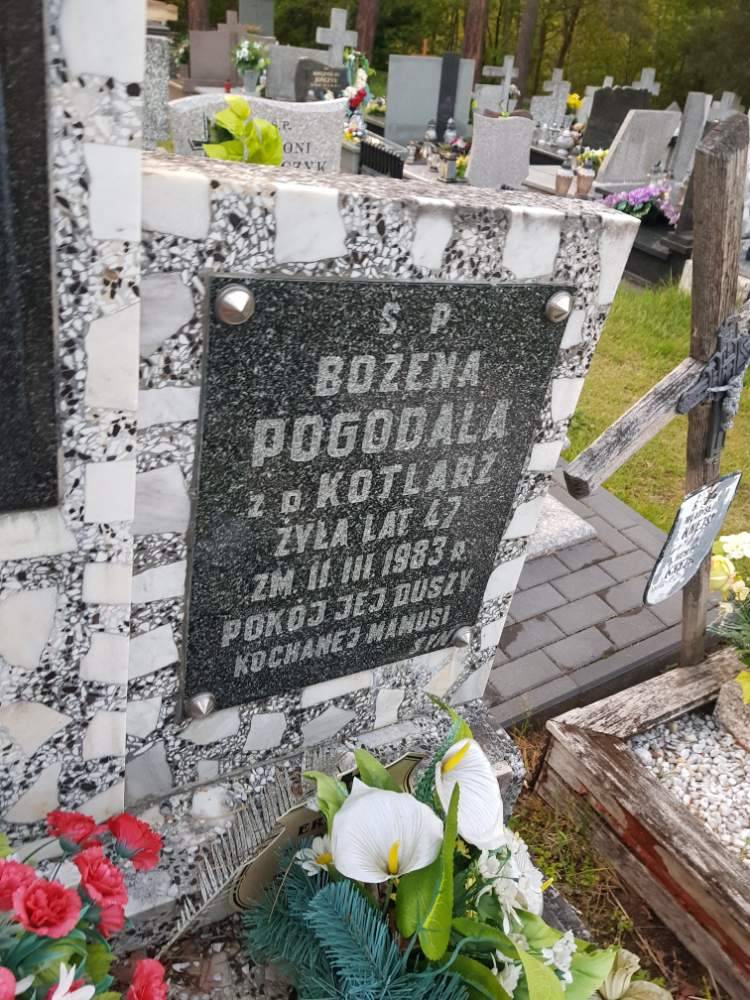 Ś. P.
BOŻENA
POGODAŁA
z D. KOTLARZ
ŻYŁA LAT 47
ZM. 11 III. 1983 R
POKÓJ JEJ DUSZY
KOCHANEJ MAMUSI